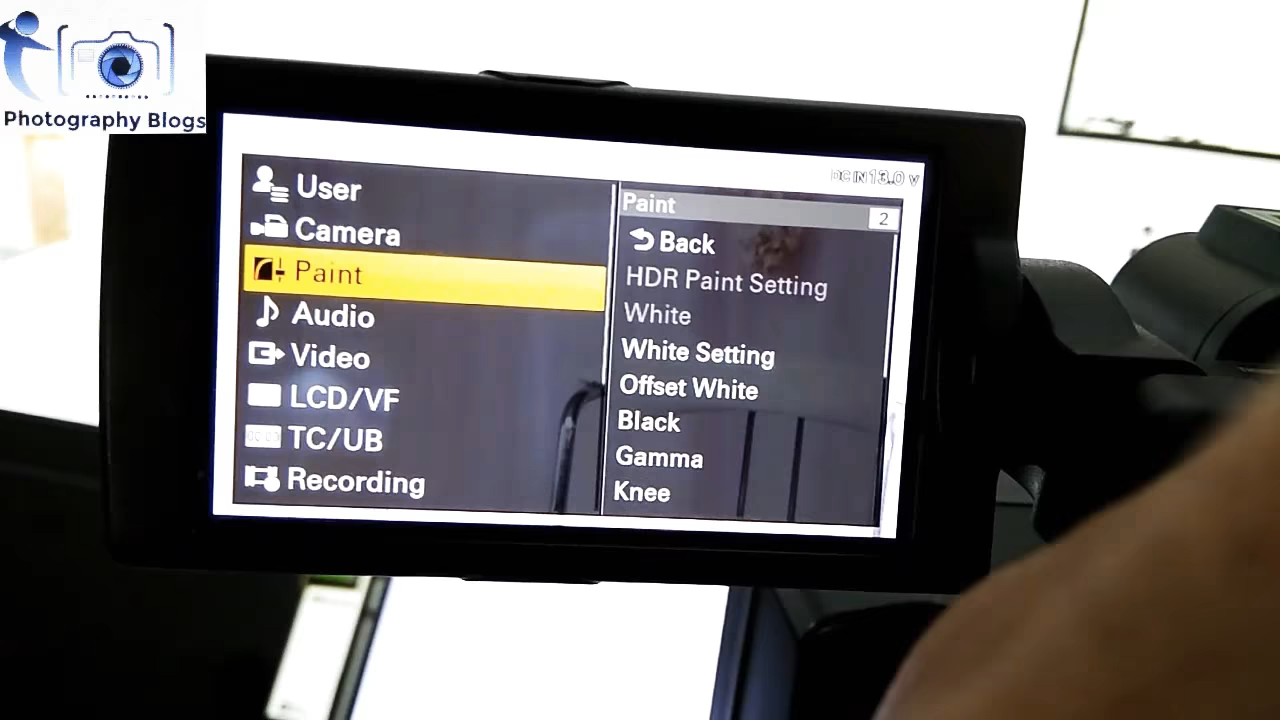 Photography Blogs
DC IN 13.0 V
User
Camera
Paint
Audio
Video
LCD/VF
TC/UB
Recording
Paint
2
Back
HDR Paint Setting
White
White Setting
Offset White
Black
Gamma
Knee